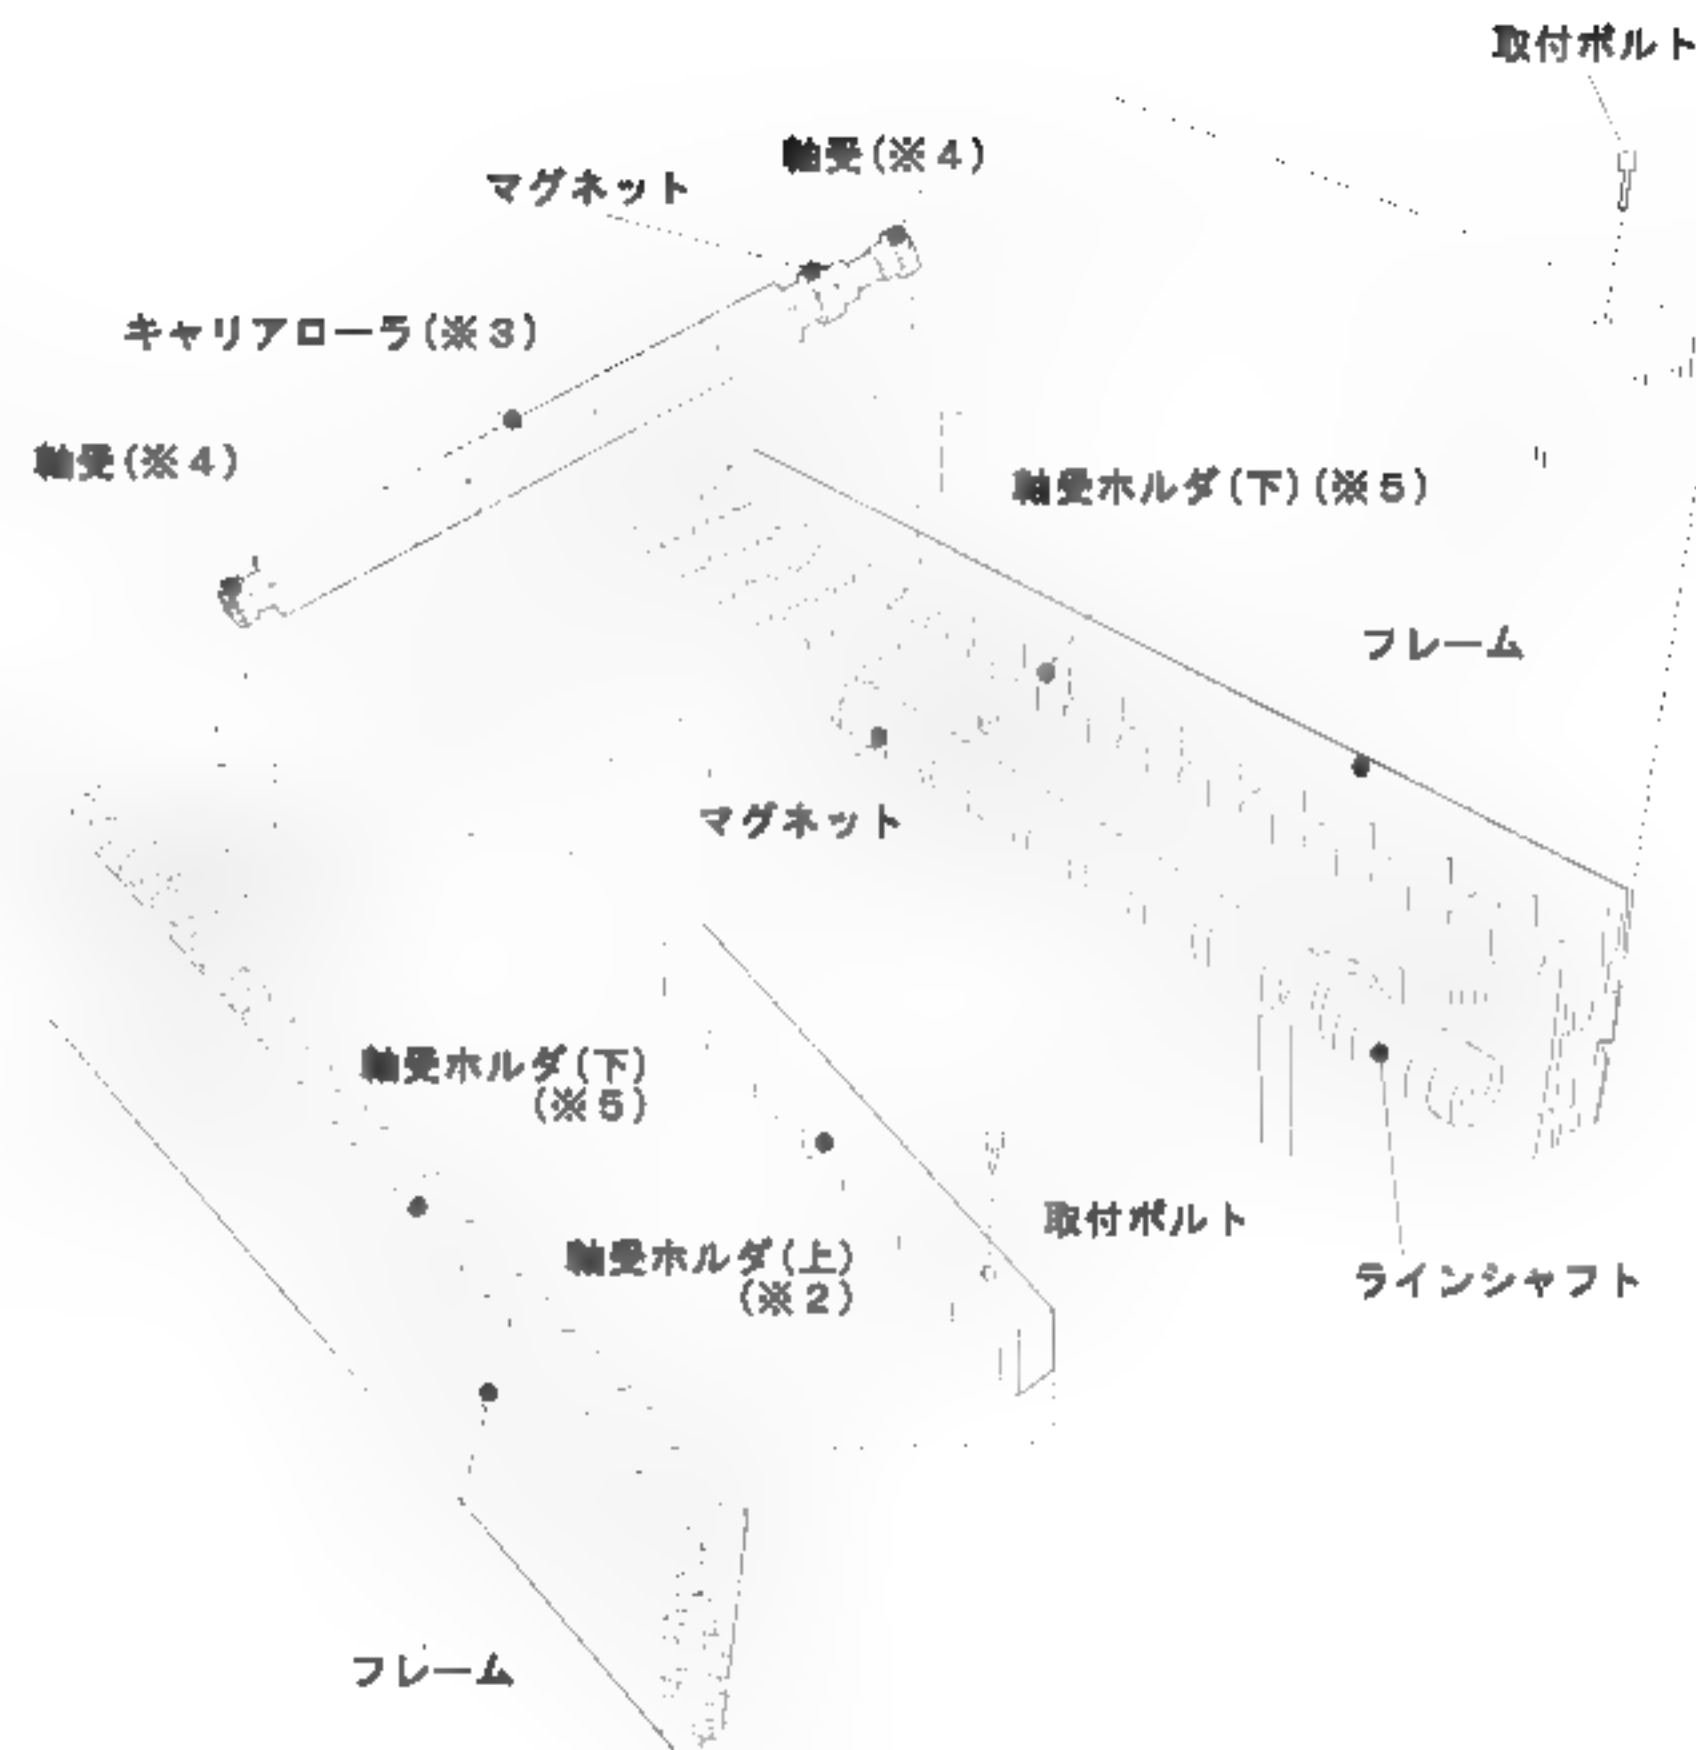 取付ボルト
軸受(※4)
マグネット
キャリアローラ(※3)
軸受(※4)
軸受ホルダ(下)(※5)
フレーム
マグネット
軸受ホルダ(下)
(※5)
取付ボルト
軸受ホルダ(上)
(※2)
ラインシャフト
フレーム